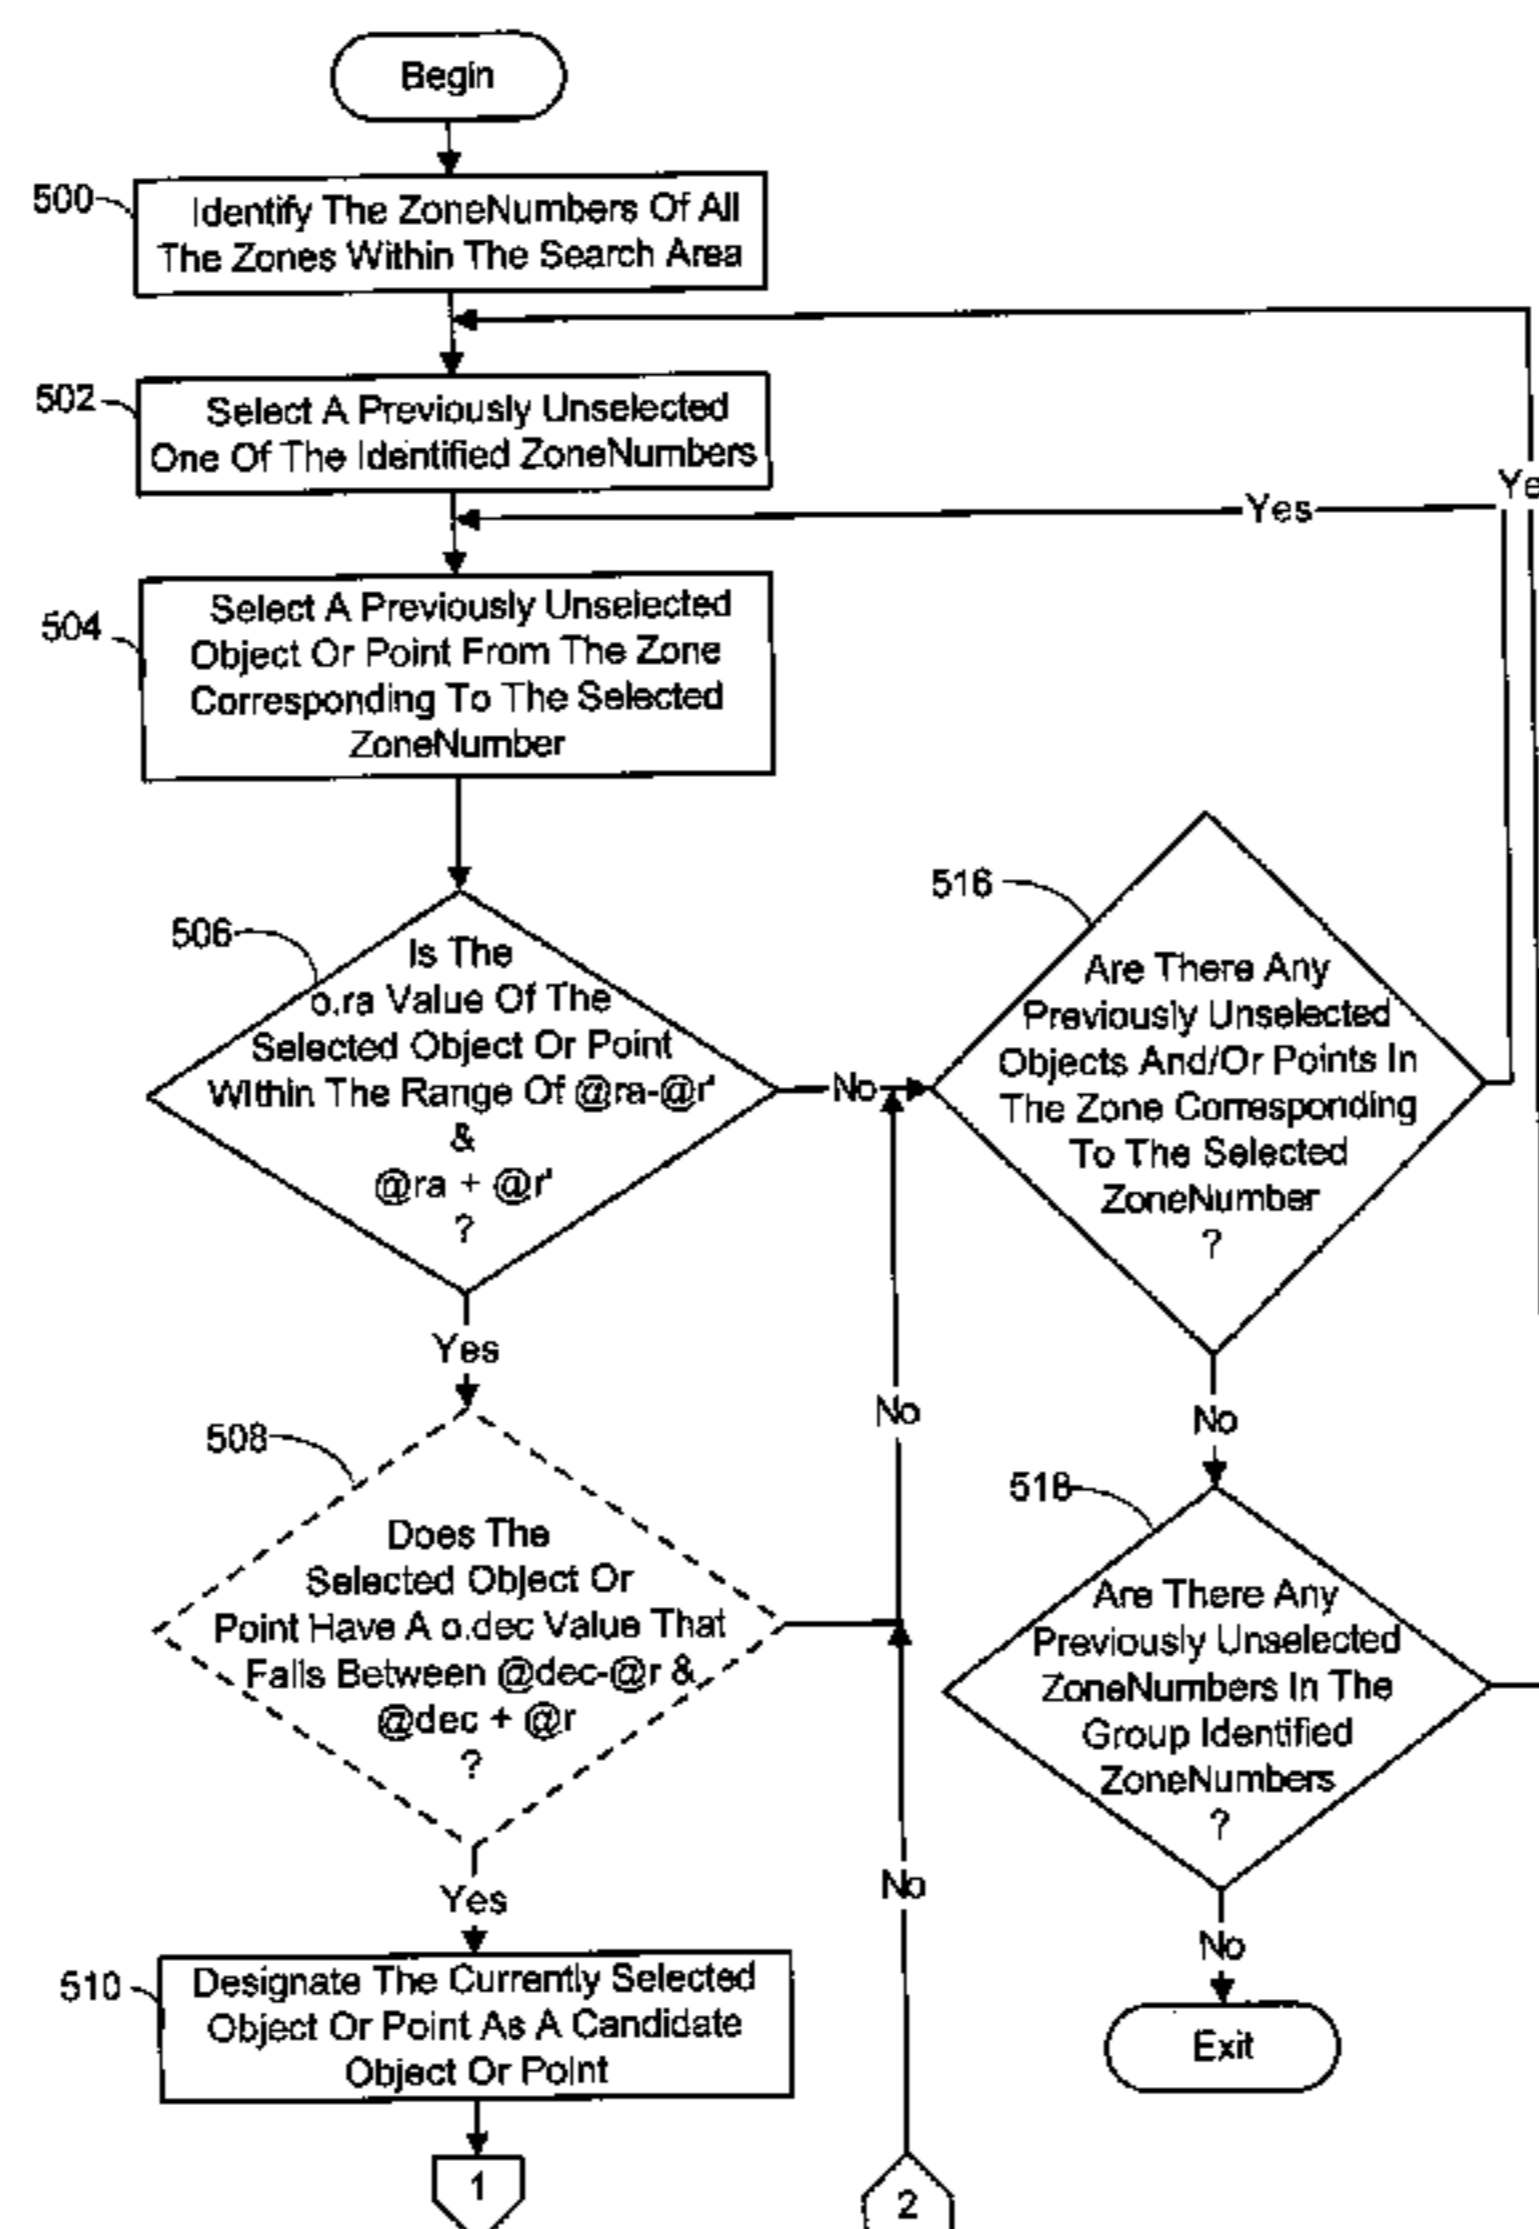 Begin
500
Identify The ZoneNumbers Of All
The Zones Within The Search Area
502
Select A Previously Unselected
One Of The Identified ZoneNumbers
Yes
Ye
504
Select A Previously Unselected
Object Or Point From The Zone
Corresponding To The Selected
ZoneNumber
506
Is The
o.ra Value Of The
Selected Object Or Point
WIthin The Range Of @ra-@r'
&
@ra + @r'
?
No
Yes
516
Are There Any
Previously Unselected
Objects And/Or Points In
The Zone Corresponding
To The Selected
ZoneNumber
?
No
508
Does The
Selected Object Or
Point Have A o.dec Value That
Falls Between @dec-@r &
@dec + @r
?
No
Yes
518
Are There Any
Previously Unselected
ZoneNumbers In The
Group Identified
ZoneNumbers
?
No
No
Exit
510
Designate The Currently Selected
Object Or Point As A Candidate
Object Or Point
1
2